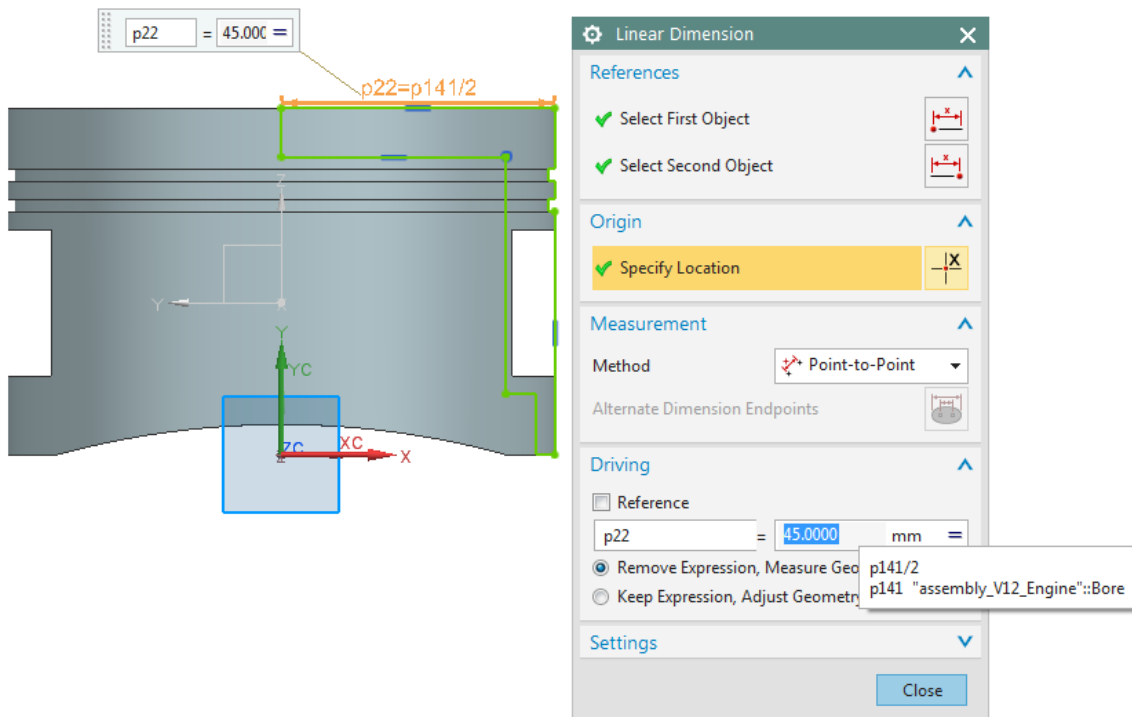 p22 = 45.000 =
p22=p141/2
Z
Y
X
Y
YC
ZC
XC
X
Z
Linear Dimension
References
Select First Object
Select Second Object
Origin
Specify Location
Measurement
Method Point-to-Point
Alternate Dimension Endpoints
Driving
Reference
p22 = 45.0000 mm =
Remove Expression, Measure Geo
Keep Expression, Adjust Geometry
p141/2
p141 "assembly_V12_Engine"::Bore
Settings
Close